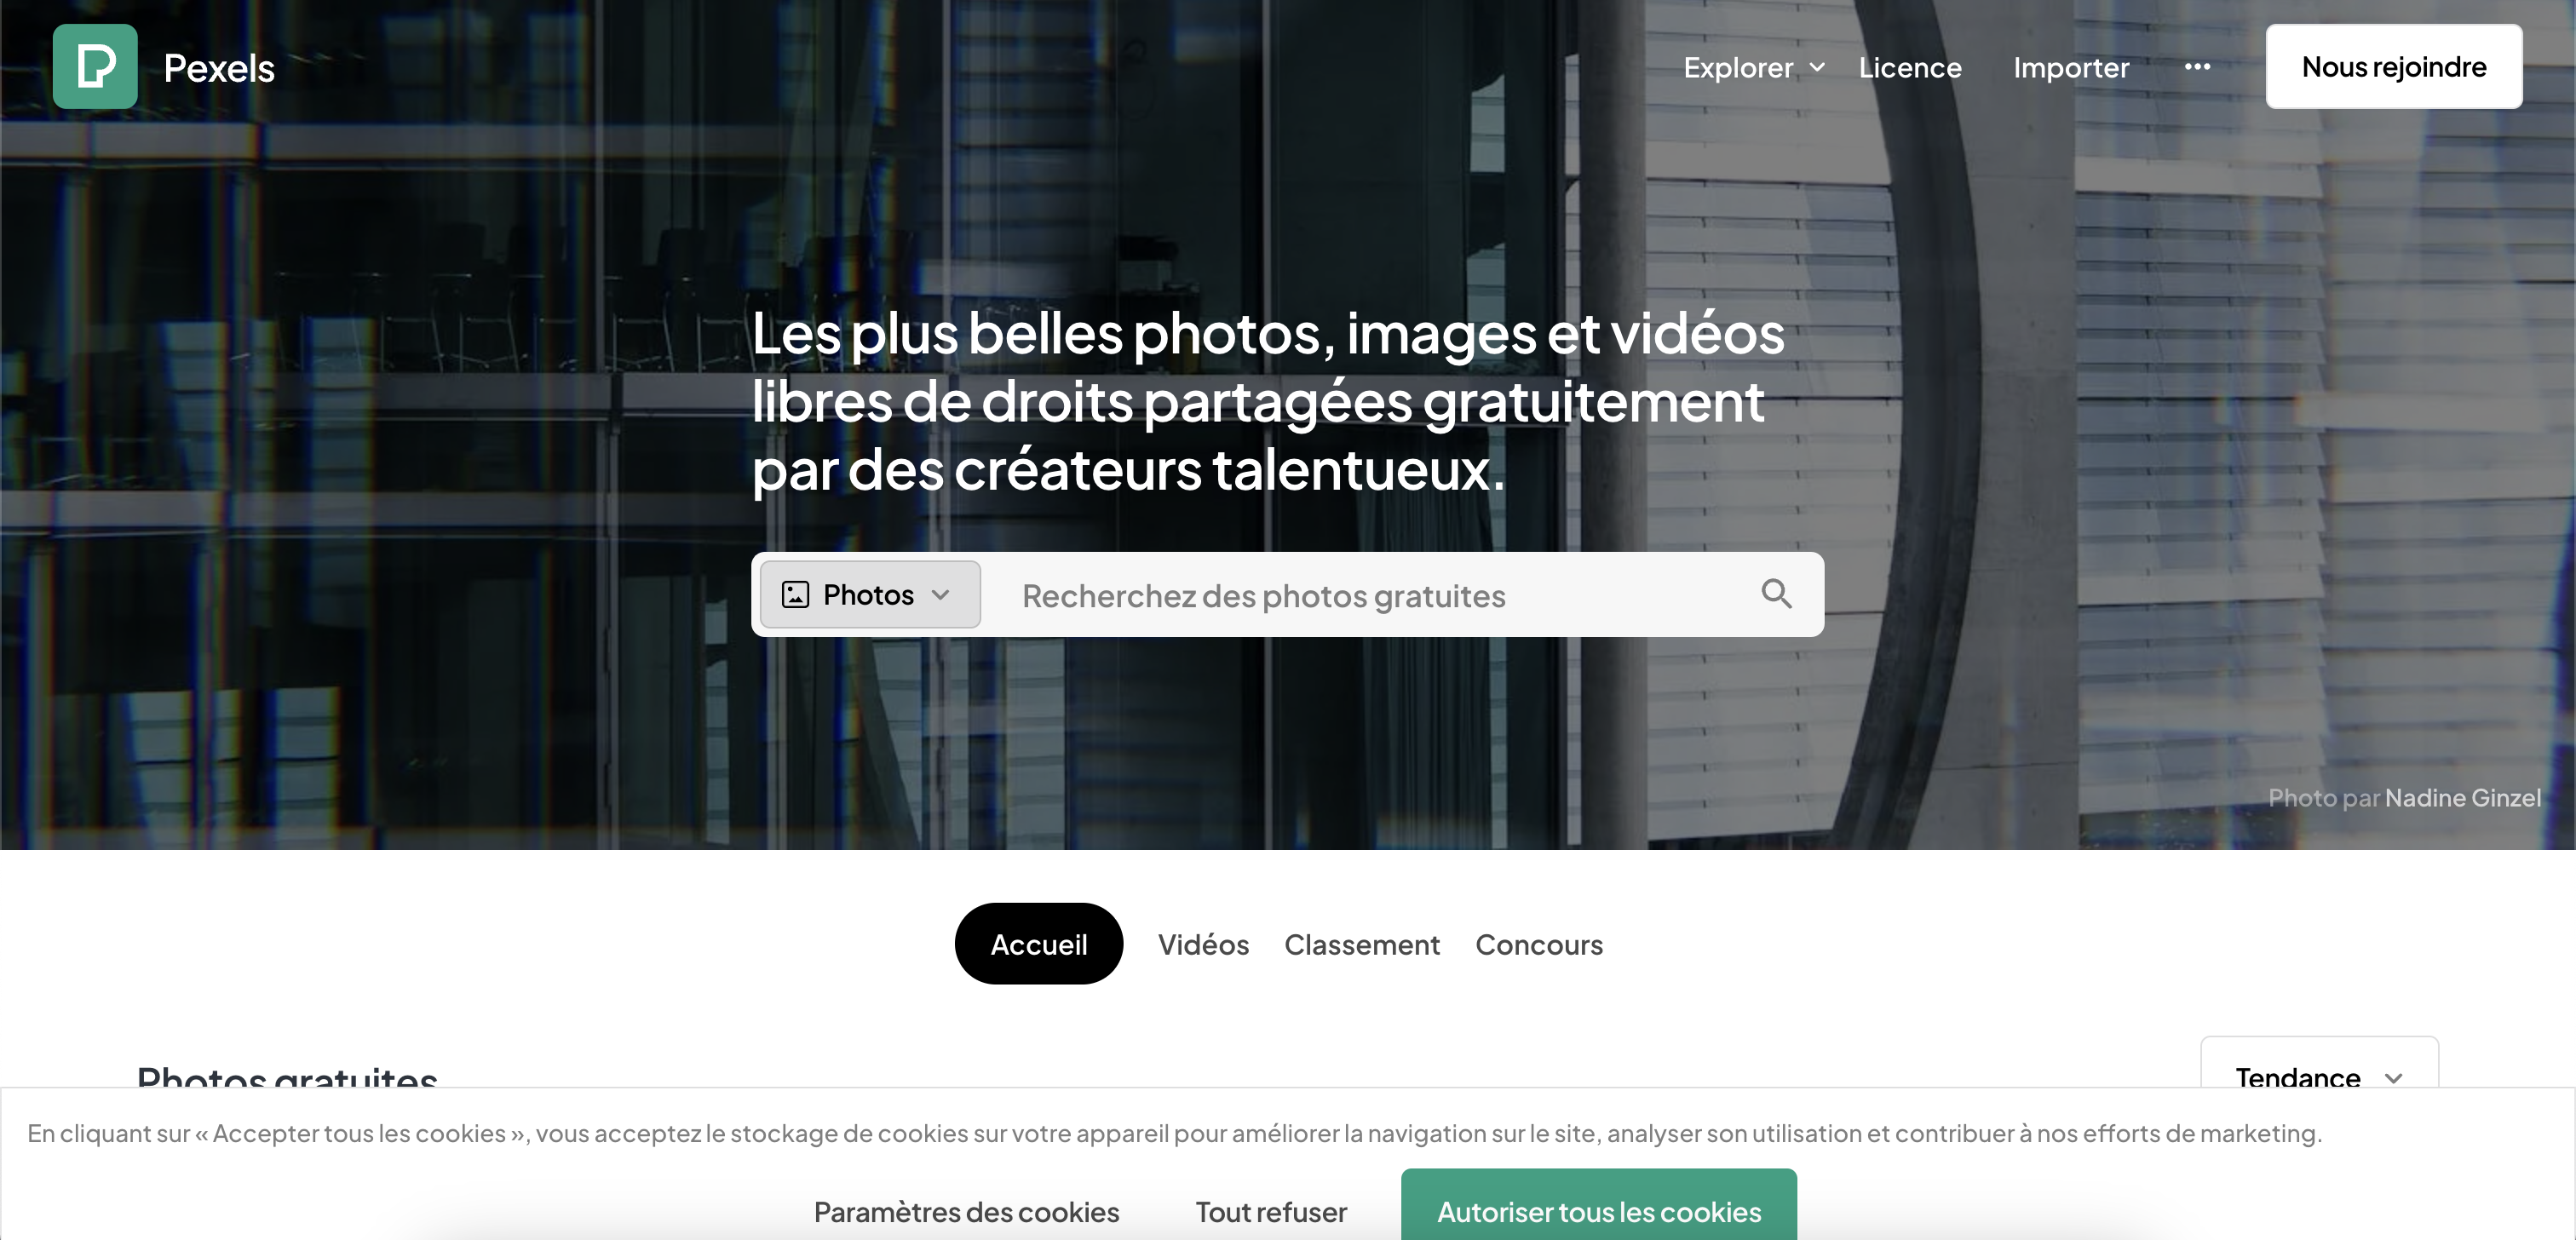 Pexels
Explorer
Licence
Importer
Nous rejoindre
Les plus belles photos, images et vidéos
libres de droits partagées gratuitement
par des créateurs talentueux.
Photos
Recherchez des photos gratuites
Photo par Nadine Ginzel
Accueil
Vidéos
Classement
Concours
Photos gratuites
Tendance
En cliquant sur « Accepter tous les cookies », vous acceptez le stockage de cookies sur votre appareil pour améliorer la navigation sur le site, analyser son utilisation et contribuer à nos efforts de marketing.
Paramètres des cookies
Tout refuser
Autoriser tous les cookies